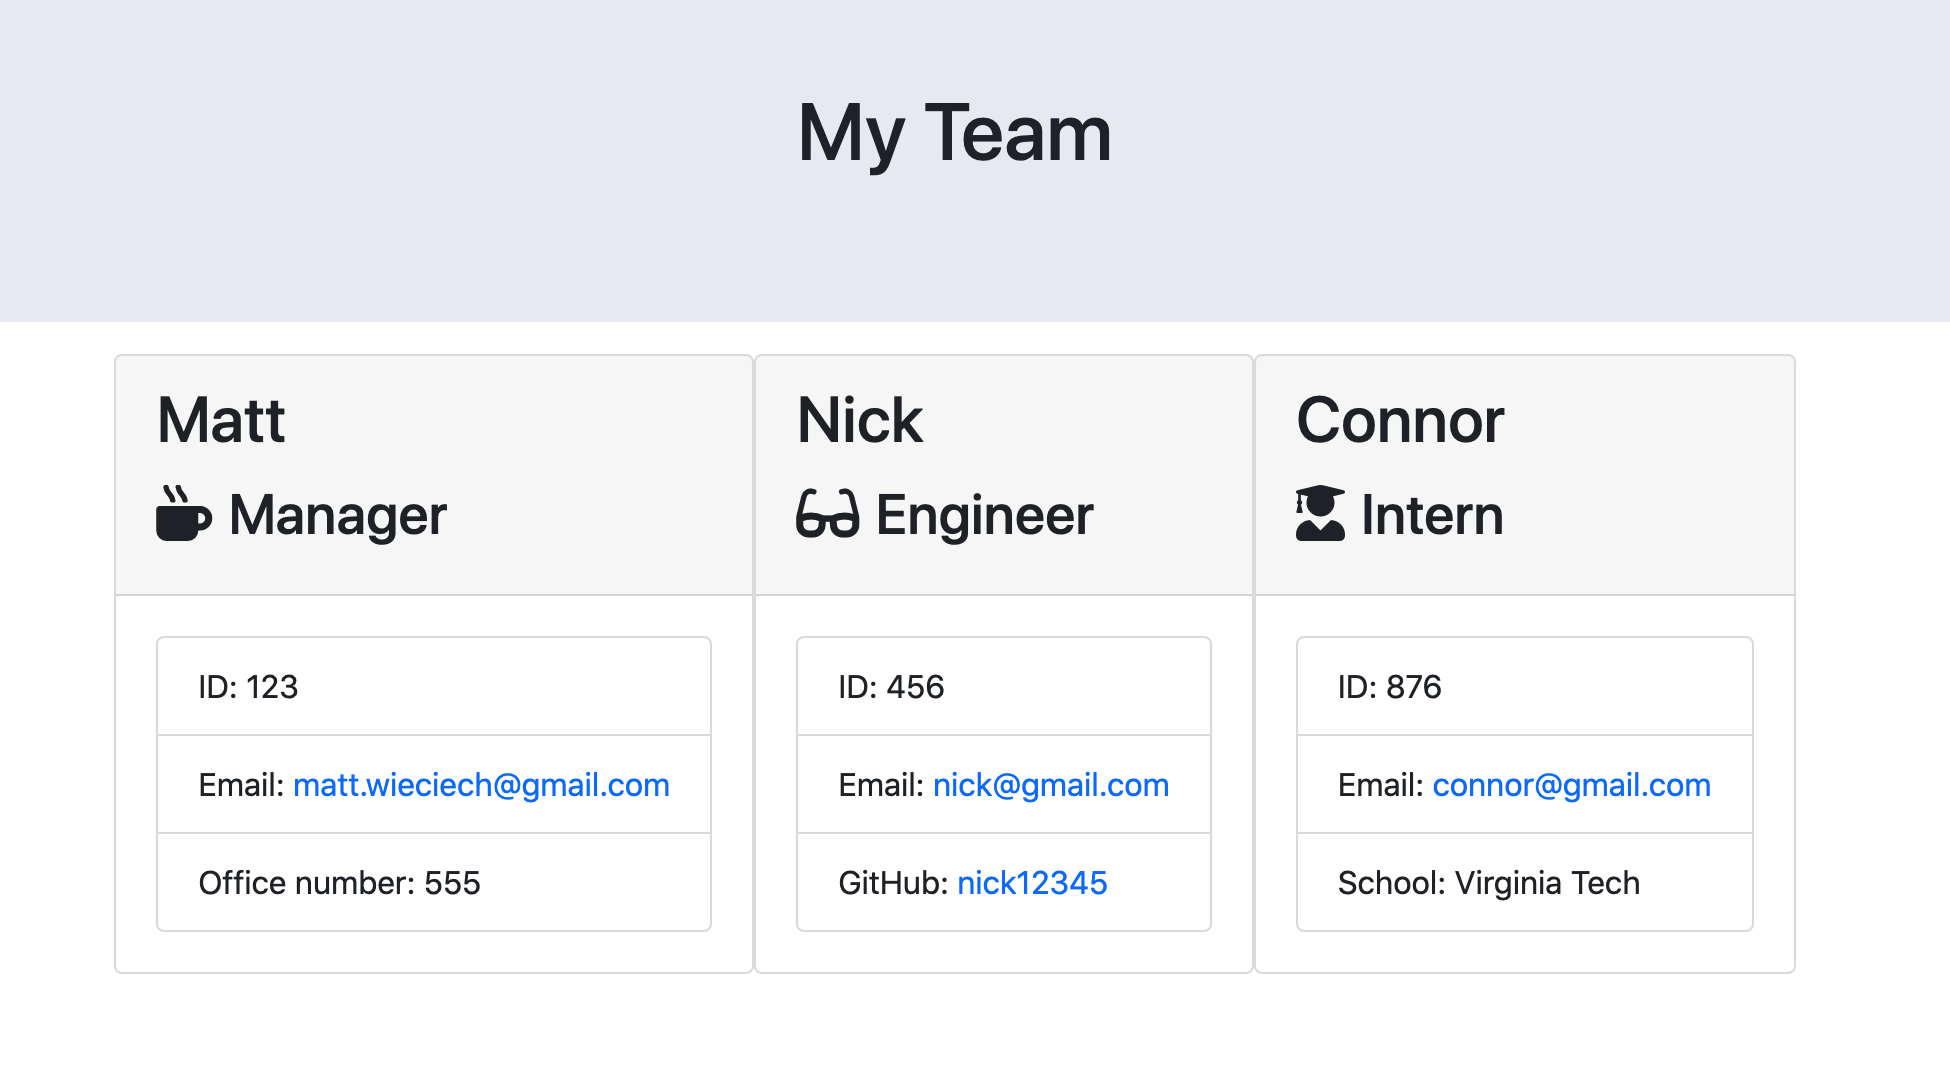 My Team
Matt
Manager
ID: 123
Email: matt.wieciech@gmail.com
Office number: 555
Nick
Engineer
ID: 456
Email: nick@gmail.com
GitHub: nick12345
Connor
Intern
ID: 876
Email: connor@gmail.com
School: Virginia Tech